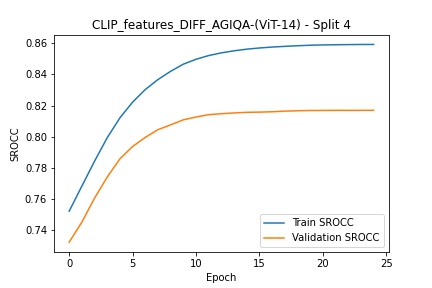 CLIP_features_DIFF_AGIQA-(ViT-14) - Split 4
0.86
0.84
0.82
0.80
0.78
0.76
0.74
SROCC
Train SROCC
Validation SROCC
0 5 10 15 20 25
Epoch